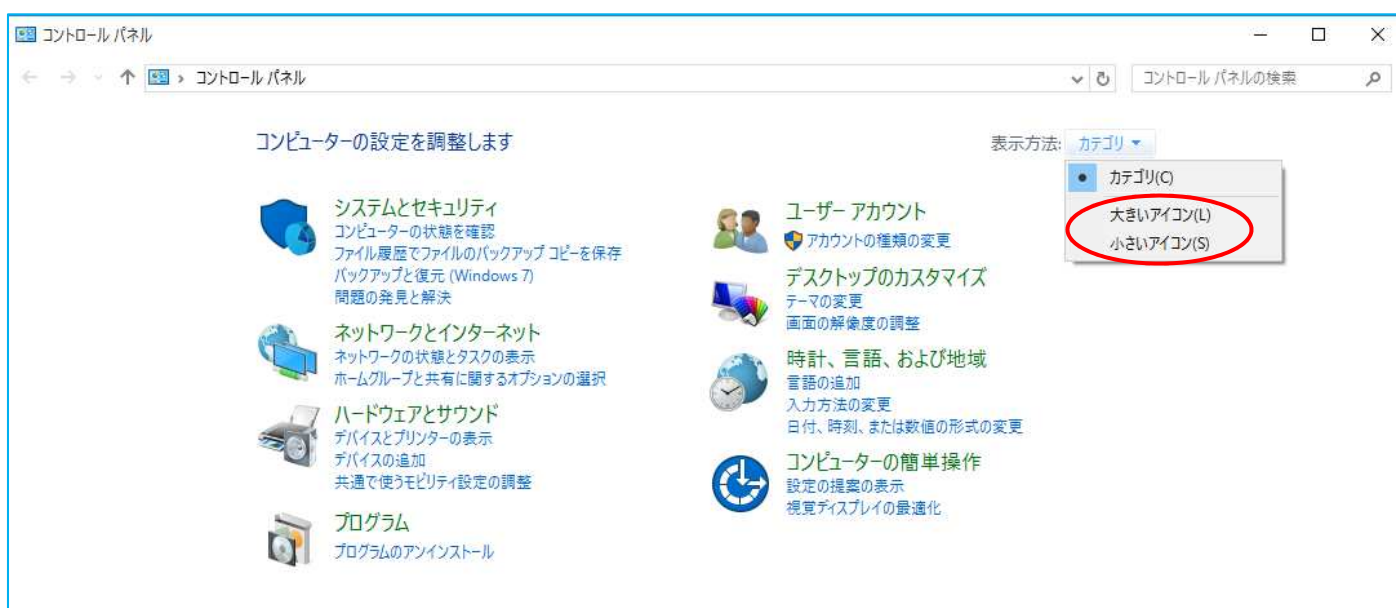 コントロール パネル
コントロール パネル
コントロール パネルの検索
コンピューターの設定を調整します
表示方法: カテゴリ
カテゴリ(C)
大きいアイコン(L)
小さいアイコン(S)
システムとセキュリティ
コンピューターの状態を確認
ファイル履歴でファイルのバックアップ コピーを保存
バックアップと復元 (Windows 7)
問題の発見と解決
ネットワークとインターネット
ネットワークの状態とタスクの表示
ホームグループと共有に関するオプションの選択
ハードウェアとサウンド
デバイスとプリンターの表示
デバイスの追加
共通で使うモビリティ設定の調整
プログラム
プログラムのアンインストール
ユーザー アカウント
アカウントの種類の変更
デスクトップのカスタマイズ
テーマの変更
画面の解像度の調整
時計、言語、および地域
言語の追加
入力方法の変更
日付、時刻、または数値の形式の変更
コンピューターの簡単操作
設定の提案の表示
視覚ディスプレイの最適化